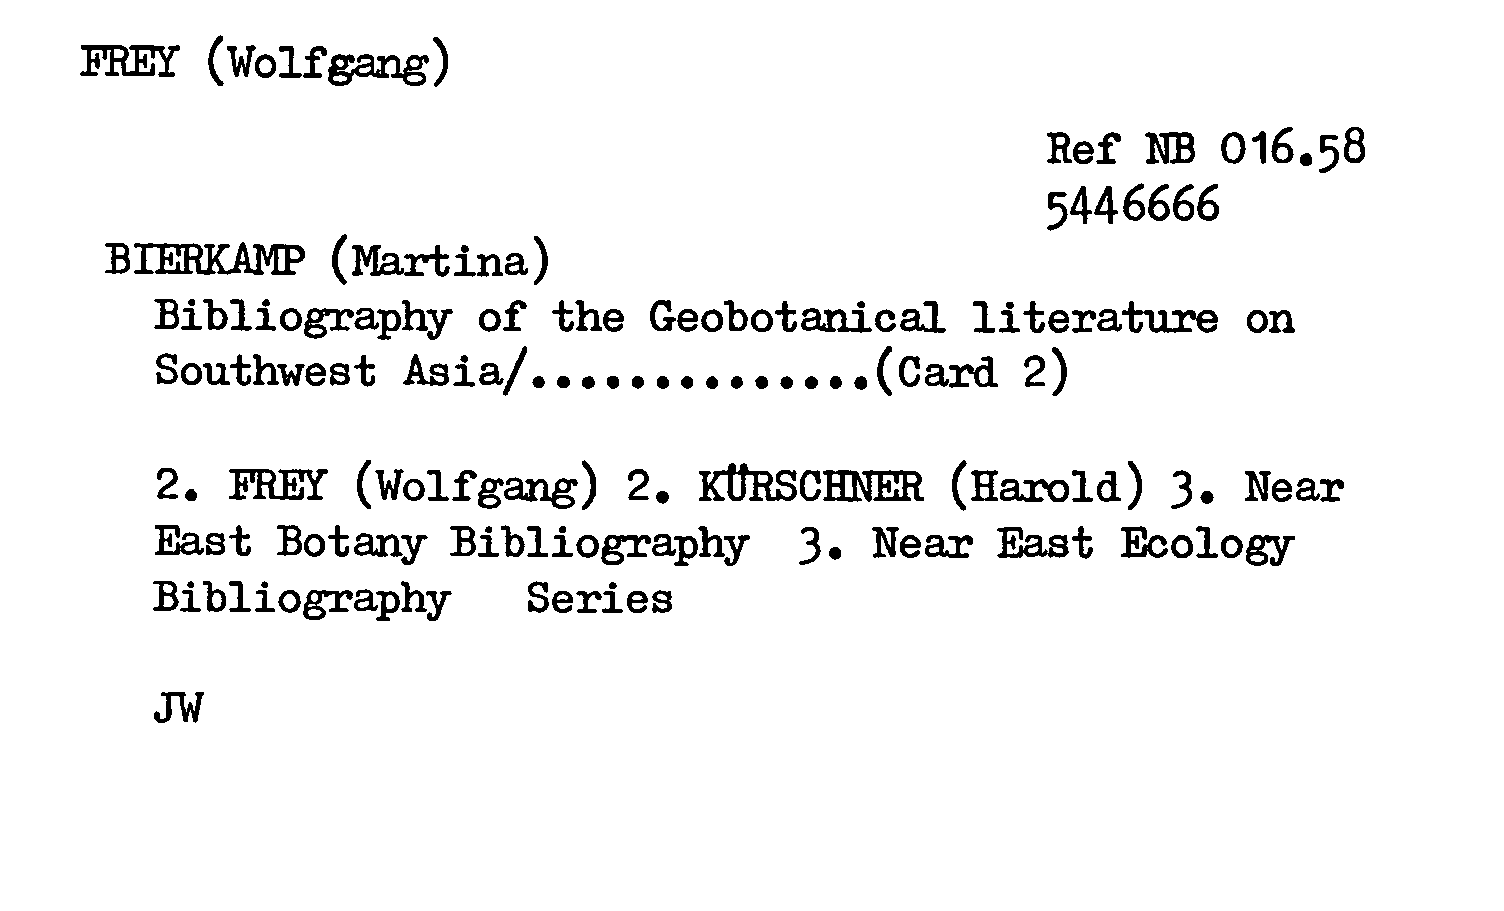 FREY (Wolfgang)
Ref NB 016.58
5446666
BIERKAMP (Martina)
Bibliography of the Geobotanical literature on
Southwest Asia/..............(Card 2)
2. FREY (Wolfgang) 2. KÜRSCHNER (Harold) 3. Near
East Botany Bibliography 3. Near East Ecology
Bibliography Series
JW